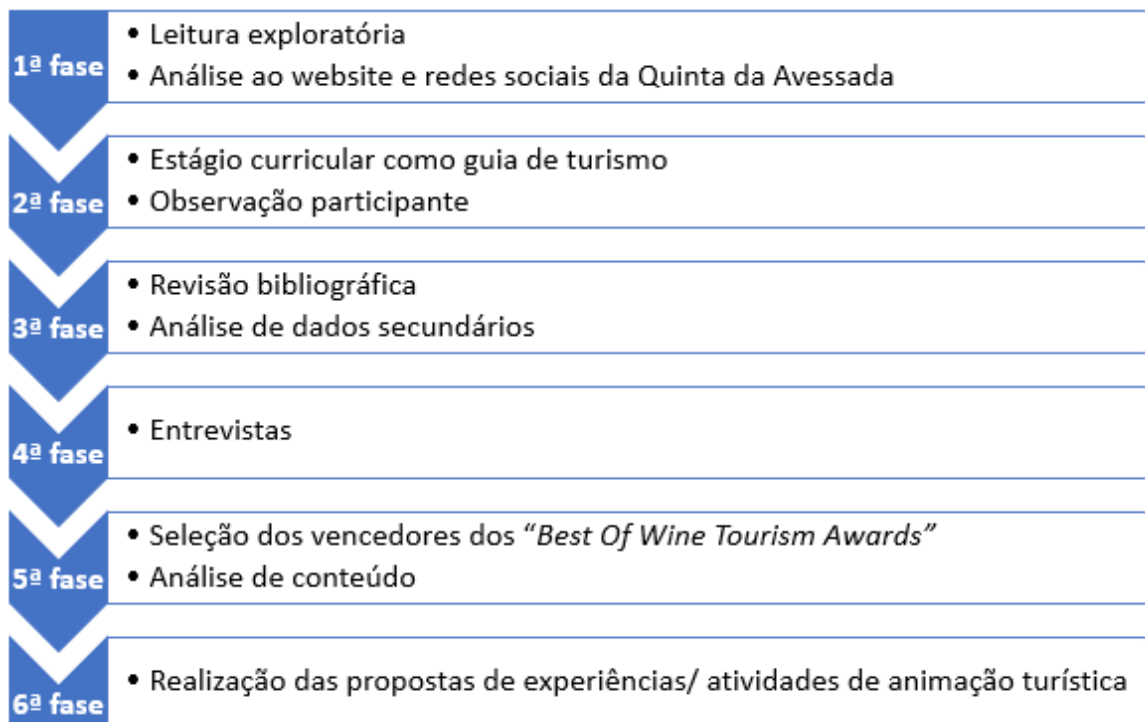 1ª fase
• Leitura exploratória
• Análise ao website e redes sociais da Quinta da Avessada
2ª fase
• Estágio curricular como guia de turismo
• Observação participante
3ª fase
• Revisão bibliográfica
• Análise de dados secundários
4ª fase
• Entrevistas
5ª fase
• Seleção dos vencedores dos “Best Of Wine Tourism Awards”
• Análise de conteúdo
6ª fase
• Realização das propostas de experiências/ atividades de animação turística